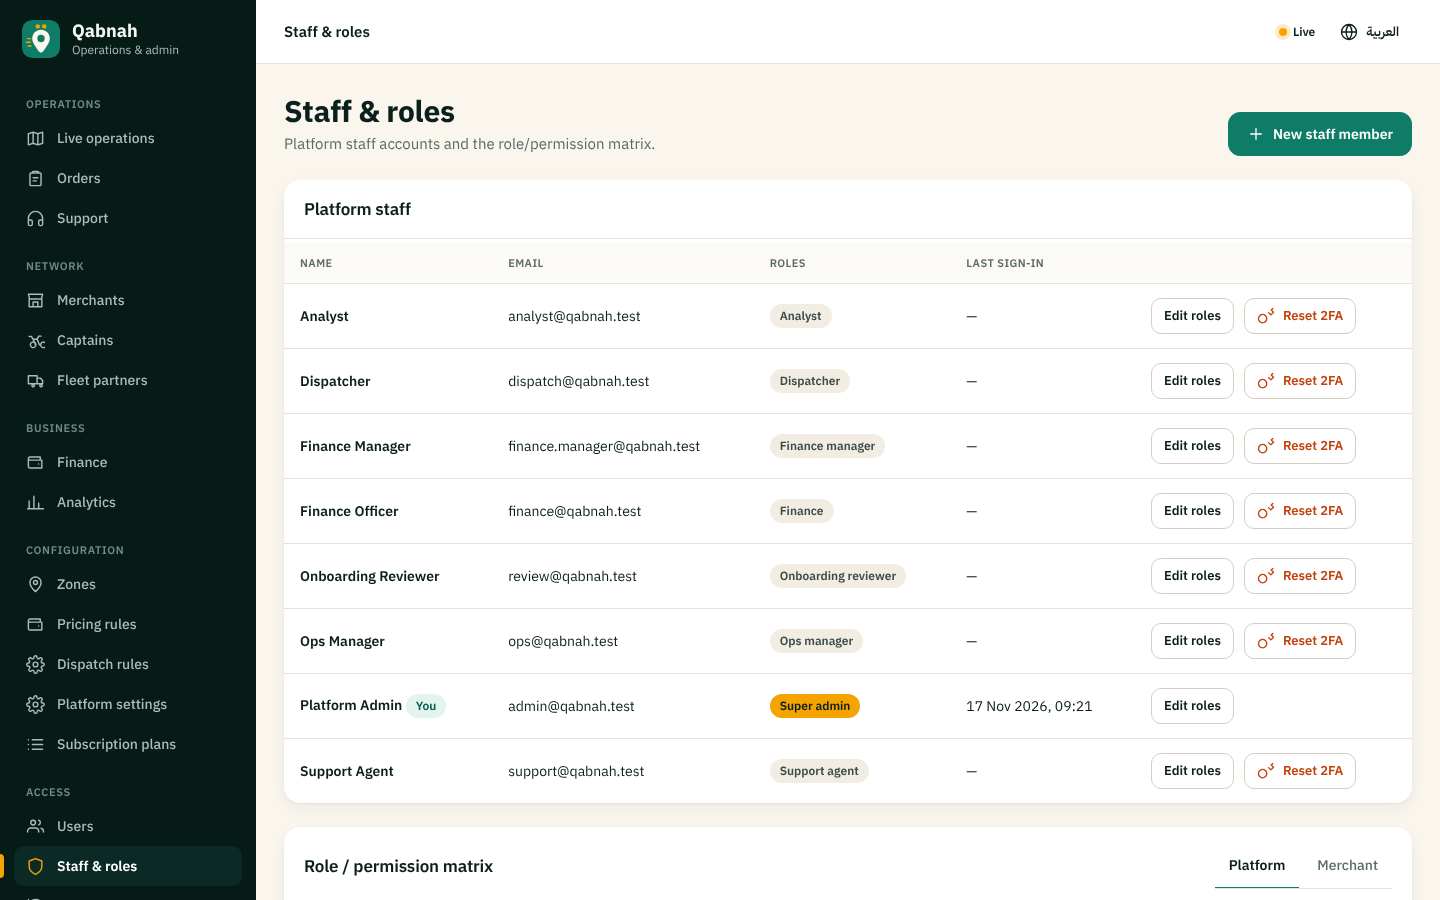 Qabnah
Operations & admin
OPERATIONS
Live operations
Orders
Support
NETWORK
Merchants
Captains
Fleet partners
BUSINESS
Finance
Analytics
CONFIGURATION
Zones
Pricing rules
Dispatch rules
Platform settings
Subscription plans
ACCESS
Users
Staff & roles
Staff & roles
Live
العربية
Staff & roles
Platform staff accounts and the role/permission matrix.
New staff member
Platform staff
NAME EMAIL ROLES LAST SIGN-IN
Analyst analyst@qabnah.test Analyst — Edit roles Reset 2FA
Dispatcher dispatch@qabnah.test Dispatcher — Edit roles Reset 2FA
Finance Manager finance.manager@qabnah.test Finance manager — Edit roles Reset 2FA
Finance Officer finance@qabnah.test Finance — Edit roles Reset 2FA
Onboarding Reviewer review@qabnah.test Onboarding reviewer — Edit roles Reset 2FA
Ops Manager ops@qabnah.test Ops manager — Edit roles Reset 2FA
Platform Admin You admin@qabnah.test Super admin 17 Nov 2026, 09:21 Edit roles
Support Agent support@qabnah.test Support agent — Edit roles Reset 2FA
Role / permission matrix
Platform Merchant